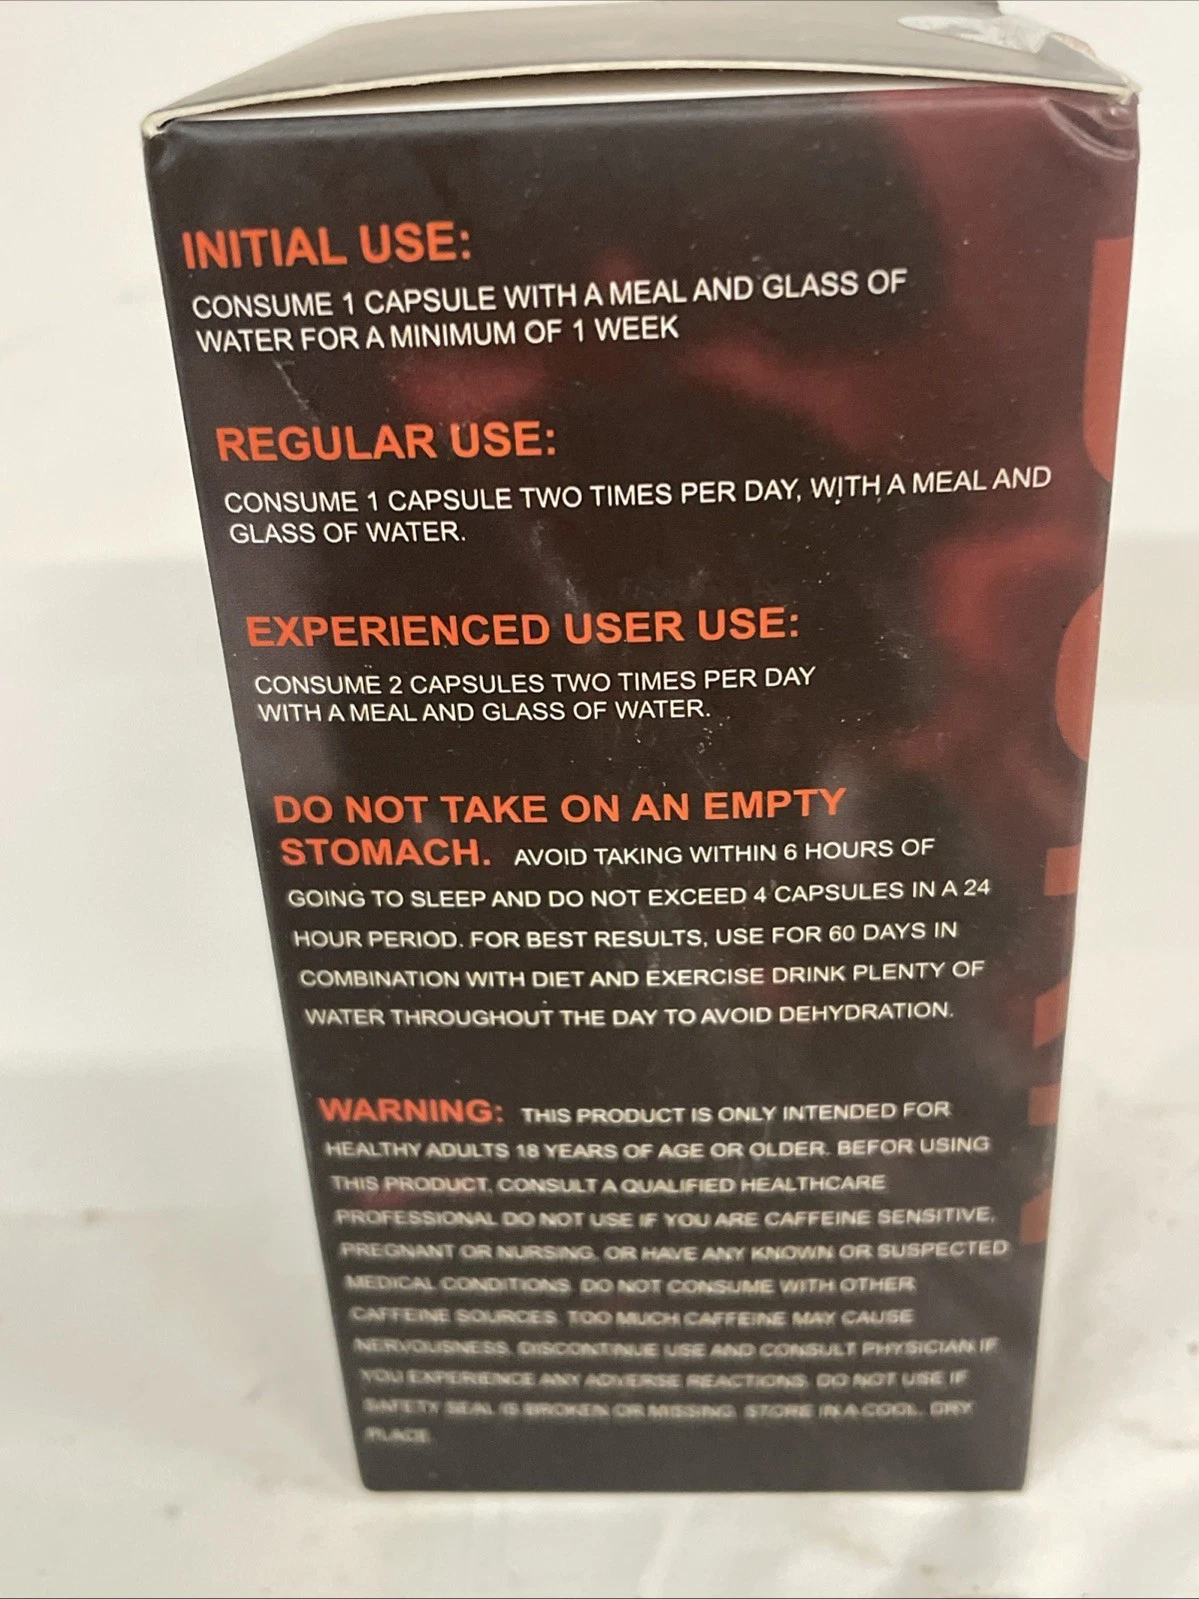 INITIAL USE:
CONSUME 1 CAPSULE WITH A MEAL AND GLASS OF
WATER FOR A MINIMUM OF 1 WEEK
REGULAR USE:
CONSUME 1 CAPSULE TWO TIMES PER DAY, WITH A MEAL AND
GLASS OF WATER.
EXPERIENCED USER USE:
CONSUME 2 CAPSULES TWO TIMES PER DAY
WITH A MEAL AND GLASS OF WATER.
DO NOT TAKE ON AN EMPTY
STOMACH. AVOID TAKING WITHIN 6 HOURS OF
GOING TO SLEEP AND DO NOT EXCEED 4 CAPSULES IN A 24
HOUR PERIOD. FOR BEST RESULTS, USE FOR 60 DAYS IN
COMBINATION WITH DIET AND EXERCISE DRINK PLENTY OF
WATER THROUGHOUT THE DAY TO AVOID DEHYDRATION.
WARNING: THIS PRODUCT IS ONLY INTENDED FOR
HEALTHY ADULTS 18 YEARS OF AGE OR OLDER. BEFOR USING
THIS PRODUCT, CONSULT A QUALIFIED HEALTHCARE
PROFESSIONAL DO NOT USE IF YOU ARE CAFFEINE SENSITIVE,
PREGNANT OR NURSING, OR HAVE ANY KNOWN OR SUSPECTED
MEDICAL CONDITIONS. DO NOT CONSUME WITH OTHER
CAFFEINE SOURCES. TOO MUCH CAFFEINE MAY CAUSE
NERVOUSNESS. DISCONTINUE USE AND CONSULT PHYSICIAN IF
YOU EXPERIENCE ANY ADVERSE REACTIONS. DO NOT USE IF
SAFETY SEAL IS BROKEN OR MISSING. STORE IN A COOL, DRY
PLACE.